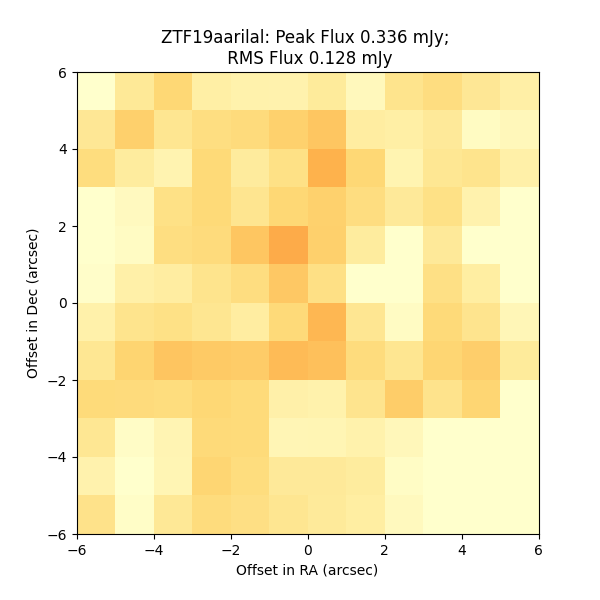 ZTF19aarilal: Peak Flux 0.336 mJy;
RMS Flux 0.128 mJy
6
4
2
0
−2
−4
−6
Offset in Dec (arcsec)
−6 −4 −2 0 2 4 6
Offset in RA (arcsec)